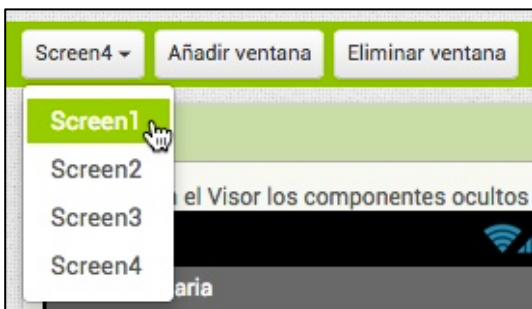 Screen4 Añadir ventana Eliminar ventana
Screen1
Screen2
el Visor los componentes ocultos
Screen3
Screen4
aria